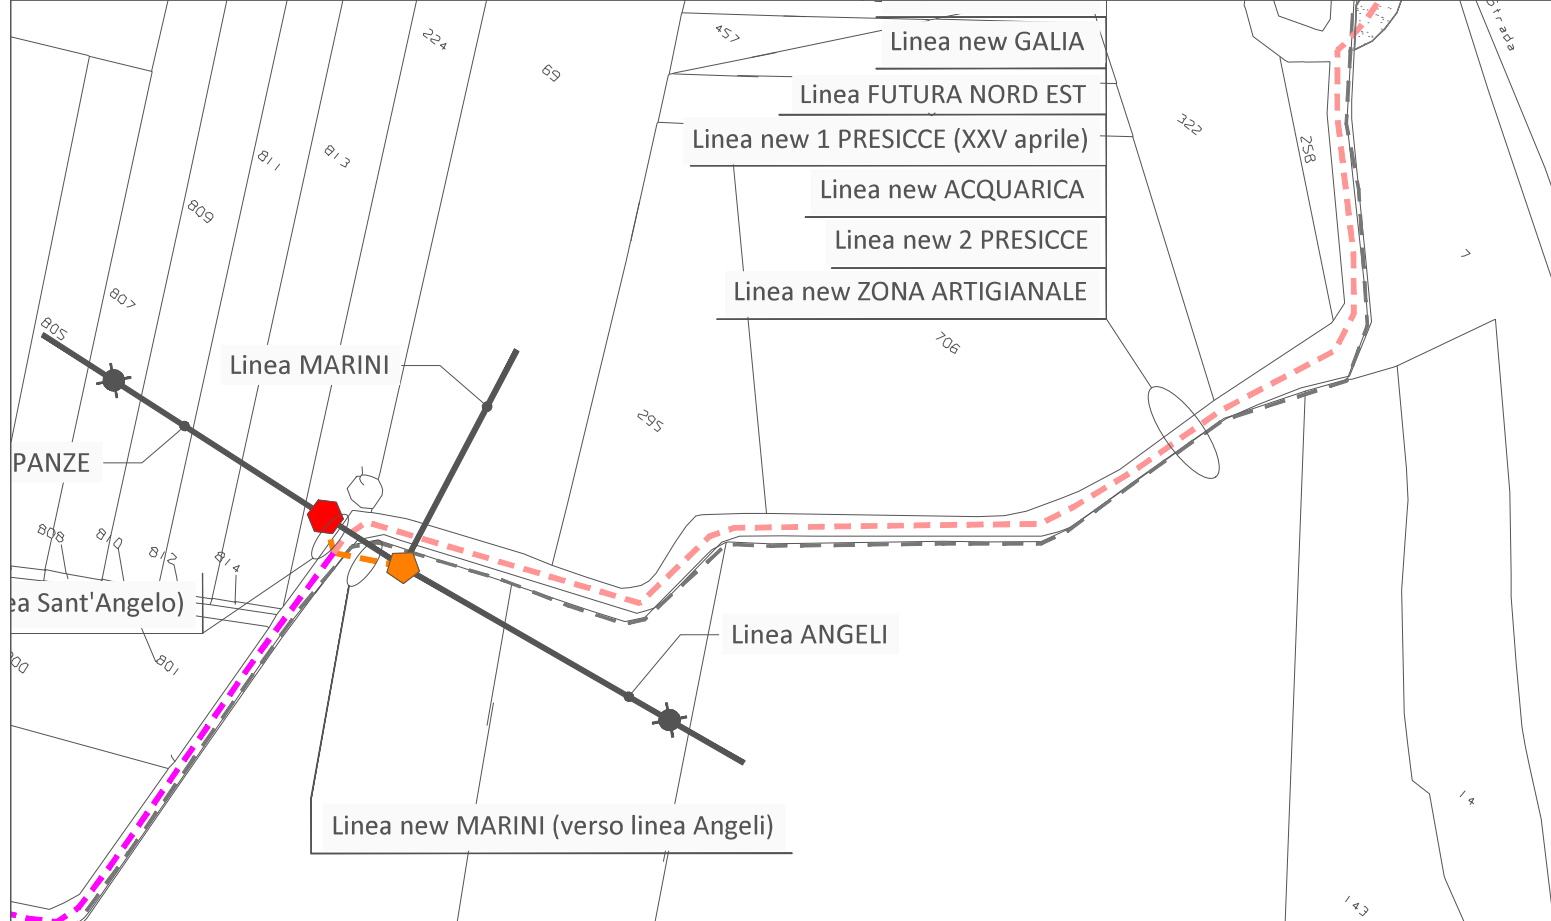 Linea new GALIA
Linea FUTURA NORD EST
Linea new 1 PRESICCE (XXV aprile)
Linea new ACQUARICA
Linea new 2 PRESICCE
Linea new ZONA ARTIGIANALE
Strada
224
69
457
322
258
811
813
809
807
805
7
706
295
Linea MARINI
PANZE
808
810
812
814
ea Sant'Angelo)
801
Linea ANGELI
Linea new MARINI (verso linea Angeli)
14
143